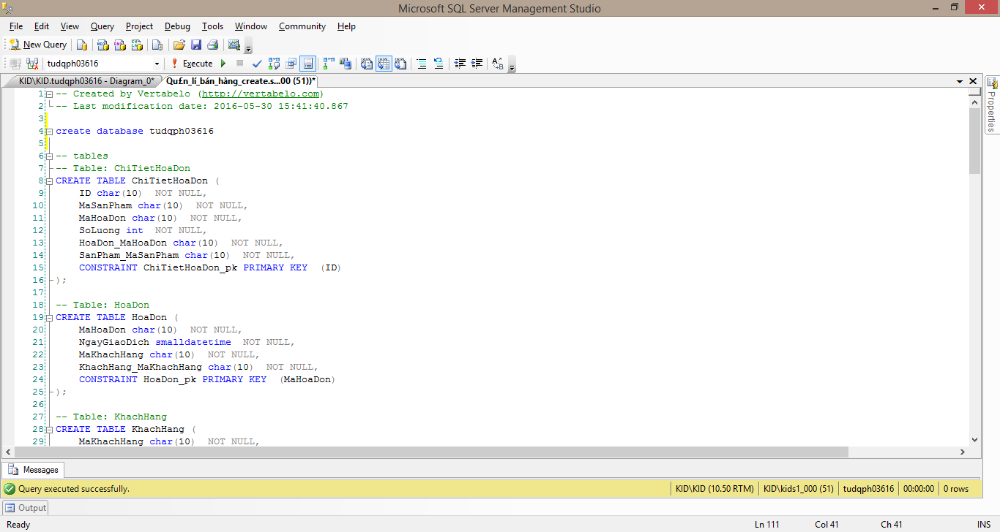 Microsoft SQL Server Management Studio
File Edit View Query Project Debug Tools Window Community Help
New Query
tudqph03616 Execute
KID\KID.tudqph03616 - Diagram_0* Qu£n_lí_bán_hàng_create.s...00 (51))*
Properties
1 -- Created by Vertabelo (http://vertabelo.com)
2 -- Last modification date: 2016-05-30 15:41:40.867
3
4 create database tudqph03616
5
6 -- tables
7 -- Table: ChiTietHoaDon
8 CREATE TABLE ChiTietHoaDon (
9 ID char(10) NOT NULL,
10 MaSanPham char(10) NOT NULL,
11 MaHoaDon char(10) NOT NULL,
12 SoLuong int NOT NULL,
13 HoaDon_MaHoaDon char(10) NOT NULL,
14 SanPham_MaSanPham char(10) NOT NULL,
15 CONSTRAINT ChiTietHoaDon_pk PRIMARY KEY (ID)
16 );
17
18 -- Table: HoaDon
19 CREATE TABLE HoaDon (
20 MaHoaDon char(10) NOT NULL,
21 NgayGiaoDich smalldatetime NOT NULL,
22 MaKhachHang char(10) NOT NULL,
23 KhachHang_MaKhachHang char(10) NOT NULL,
24 CONSTRAINT HoaDon_pk PRIMARY KEY (MaHoaDon)
25 );
26
27 -- Table: KhachHang
28 CREATE TABLE KhachHang (
29 MaKhachHang char(10) NOT NULL,
Messages
Query executed successfully. KID\KID (10.50 RTM) KID\kids1_000 (51) tudqph03616 00:00:00 0 rows
Output
Ready Ln 111 Col 41 Ch 41 INS